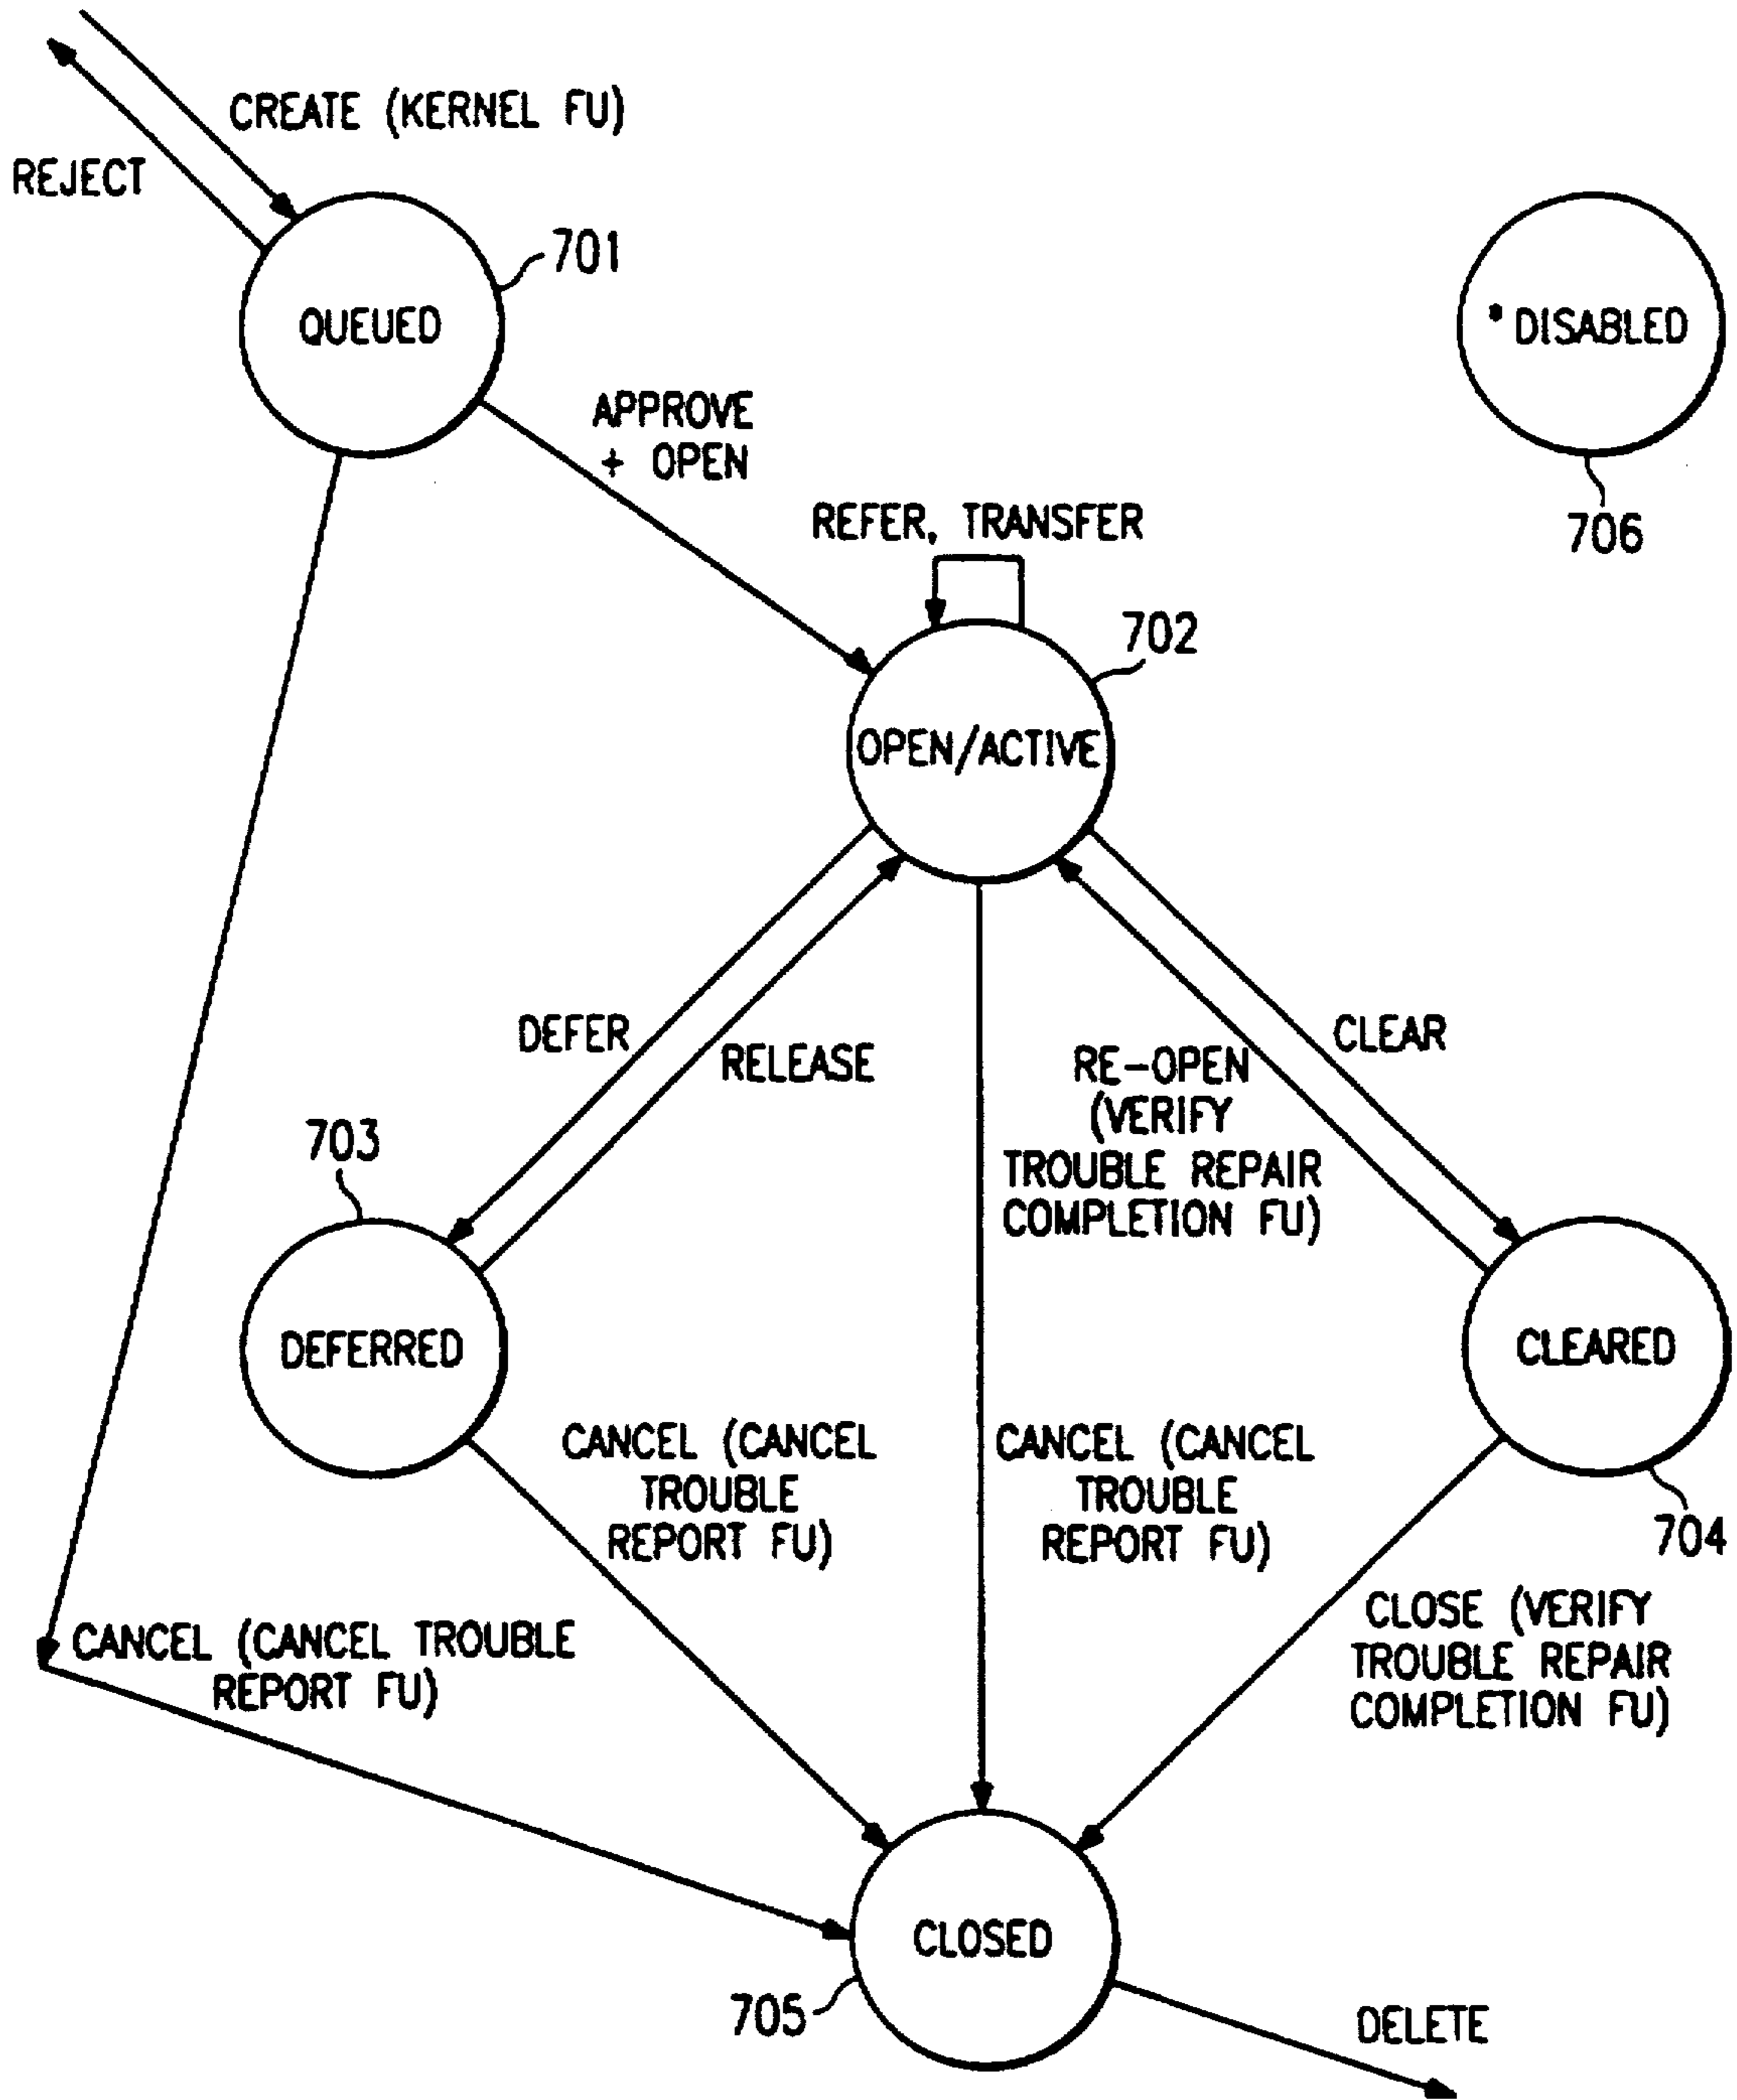 CREATE (KERNEL FU)
REJECT
701
QUEUED
* DISABLED
706
APPROVE
+ OPEN
REFER, TRANSFER
702
OPEN/ACTIVE
DEFER
RELEASE
RE-OPEN
(VERIFY
TROUBLE REPAIR
COMPLETION FU)
CLEAR
703
DEFERRED
CLEARED
704
CANCEL (CANCEL
TROUBLE
REPORT FU)
CANCEL (CANCEL
TROUBLE
REPORT FU)
CLOSE (VERIFY
TROUBLE REPAIR
COMPLETION FU)
CANCEL (CANCEL TROUBLE
REPORT FU)
CLOSED
705
DELETE